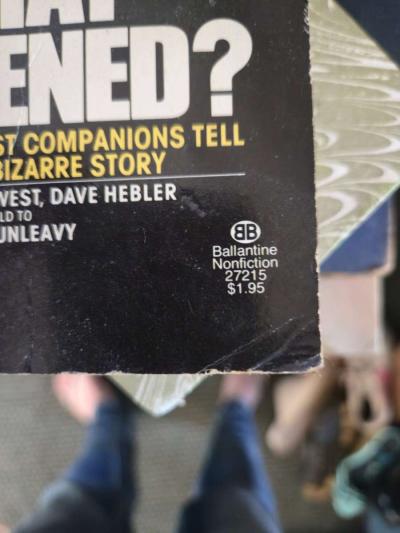 ENED?
ST COMPANIONS TELL
BIZARRE STORY
WEST, DAVE HEBLER
LD TO
UNLEAVY
BB
Ballantine
Nonfiction
27215
$1.95